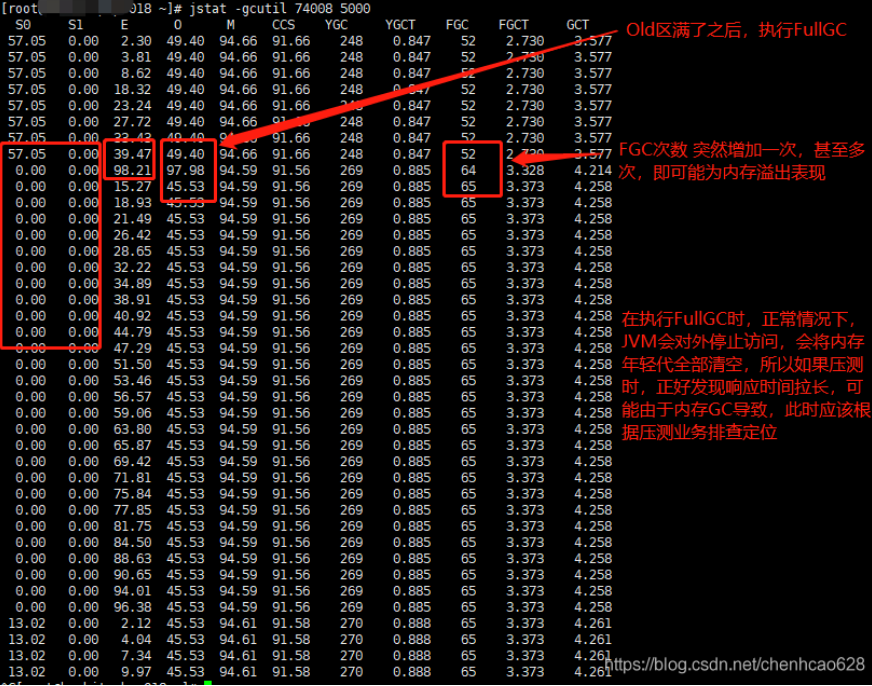 [root 018 ~]# jstat -gcutil 74008 5000
S0 S1 E O M CCS YGC YGCT FGC FGCT GCT
57.05 0.00 2.30 49.40 94.66 91.66 248 0.847 52 2.730 3.577
Old区满了之后，执行FullGC
57.05 0.00 3.81 49.40 94.66 91.66 248 0.847 52 2.730 3.577
57.05 0.00 8.62 49.40 94.66 91.66 248 0.847 52 2.730 3.577
57.05 0.00 18.32 49.40 94.66 91.66 248 0.847 52 2.730 3.577
57.05 0.00 23.24 49.40 94.66 91.66 248 0.847 52 2.730 3.577
57.05 0.00 27.72 49.40 94.66 91.66 0.847 52 2.730 3.577
57.05 0.00 33.43 49.40 248 0.847 52 2.730 3.577
57.05 0.00 39.47 49.40 94.66 91.66 248 0.847 52 2.730 3.577
0.00 0.00 98.21 97.98 94.59 91.56 269 0.885 64 3.328 4.214
FGC次数 突然增加一次，甚至多
次，即可能为内存溢出表现
0.00 0.00 15.27 45.53 94.59 91.56 269 0.885 65 3.373 4.258
0.00 0.00 18.93 45.53 94.59 91.56 269 0.885 65 3.373 4.258
0.00 0.00 21.49 45.53 94.59 91.56 269 0.885 65 3.373 4.258
0.00 0.00 26.42 45.53 94.59 91.56 269 0.885 65 3.373 4.258
0.00 0.00 28.65 45.53 94.59 91.56 269 0.885 65 3.373 4.258
0.00 0.00 32.22 45.53 94.59 91.56 269 0.885 65 3.373 4.258
0.00 0.00 34.89 45.53 94.59 91.56 269 0.885 65 3.373 4.258
0.00 0.00 38.91 45.53 94.59 91.56 269 0.885 65 3.373 4.258
0.00 0.00 40.92 45.53 94.59 91.56 269 0.885 65 3.373 4.258
0.00 0.00 44.79 45.53 94.59 91.56 269 0.885 65 3.373 4.258
0.00 0.00 47.29 45.53 94.59 91.56 269 0.885 65 3.373 4.258
0.00 0.00 51.50 45.53 94.59 91.56 269 0.885 65 3.373 4.258
0.00 0.00 53.46 45.53 94.59 91.56 269 0.885 65 3.373 4.258
0.00 0.00 56.57 45.53 94.59 91.56 269 0.885 65 3.373 4.258
0.00 0.00 59.06 45.53 94.59 91.56 269 0.885 65 3.373 4.258
0.00 0.00 63.80 45.53 94.59 91.56 269 0.885 65 3.373 4.258
0.00 0.00 65.87 45.53 94.59 91.56 269 0.885 65 3.373 4.258
在执行FullGC时，正常情况下，
JVM会对外停止访问，会将内存
年轻代全部清空，所以如果压测
时，正好发现响应时间拉长，可
能由于内存GC导致，此时应该根
据压测业务排查定位
0.00 0.00 69.42 45.53 94.59 91.56 269 0.885 65 3.373 4.258
0.00 0.00 71.81 45.53 94.59 91.56 269 0.885 65 3.373 4.258
0.00 0.00 75.84 45.53 94.59 91.56 269 0.885 65 3.373 4.258
0.00 0.00 77.85 45.53 94.59 91.56 269 0.885 65 3.373 4.258
0.00 0.00 81.75 45.53 94.59 91.56 269 0.885 65 3.373 4.258
0.00 0.00 84.50 45.53 94.59 91.56 269 0.885 65 3.373 4.258
0.00 0.00 88.63 45.53 94.59 91.56 269 0.885 65 3.373 4.258
0.00 0.00 90.65 45.53 94.59 91.56 269 0.885 65 3.373 4.258
0.00 0.00 94.01 45.53 94.59 91.56 269 0.885 65 3.373 4.258
0.00 0.00 96.38 45.53 94.59 91.56 269 0.885 65 3.373 4.258
13.02 0.00 2.12 45.53 94.61 91.58 270 0.888 65 3.373 4.261
13.02 0.00 4.04 45.53 94.61 91.58 270 0.888 65 3.373 4.261
13.02 0.00 7.34 45.53 94.61 91.58 270 0.888 65 3.373 4.261
13.02 0.00 9.97 45.53 94.61 91.58 270 0.888 65 3.373 4.261
https://blog.csdn.net/chenhcao628